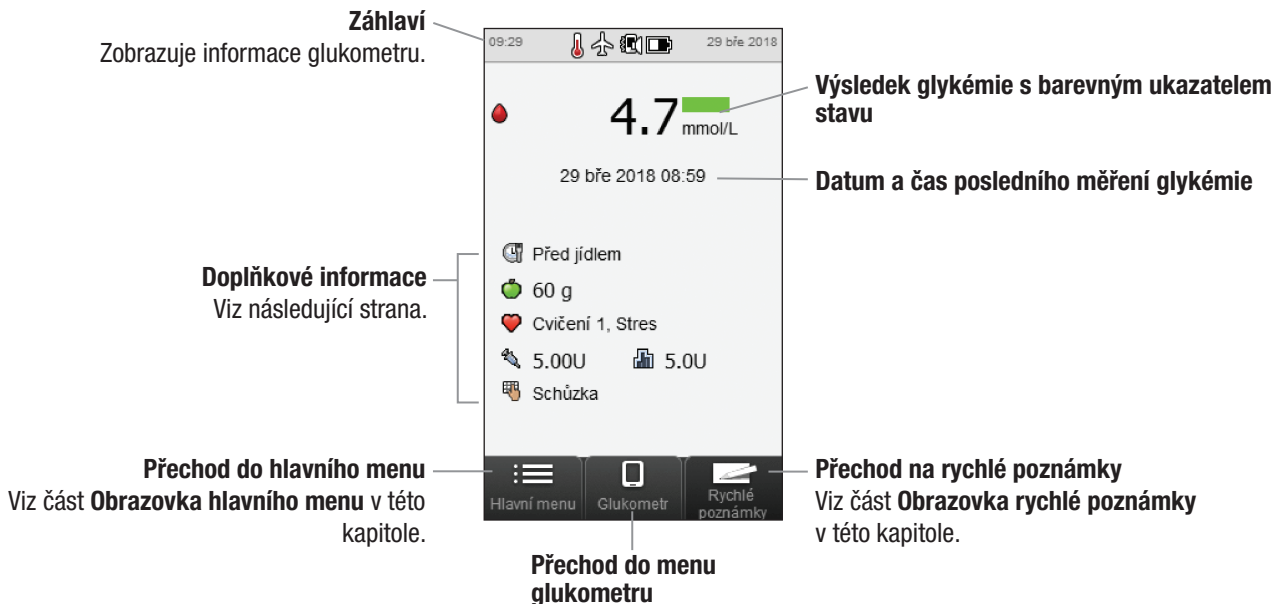 Záhlaví
Zobrazuje informace glukometru.
09:29
29 bře 2018
4.7
mmol/L
Výsledek glykémie s barevným ukazatelem
stavu
29 bře 2018 08:59
Datum a čas posledního měření glykémie
Doplňkové informace
Viz následující strana.
Před jídlem
60 g
Cvičení 1, Stres
5.00U 5.0U
Schůzka
Přechod do hlavního menu
Viz část Obrazovka hlavního menu v této
kapitole.
Hlavní menu
Glukometr
Rychlé
poznámky
Přechod na rychlé poznámky
Viz část Obrazovka rychlé poznámky
v této kapitole.
Přechod do menu
glukometru